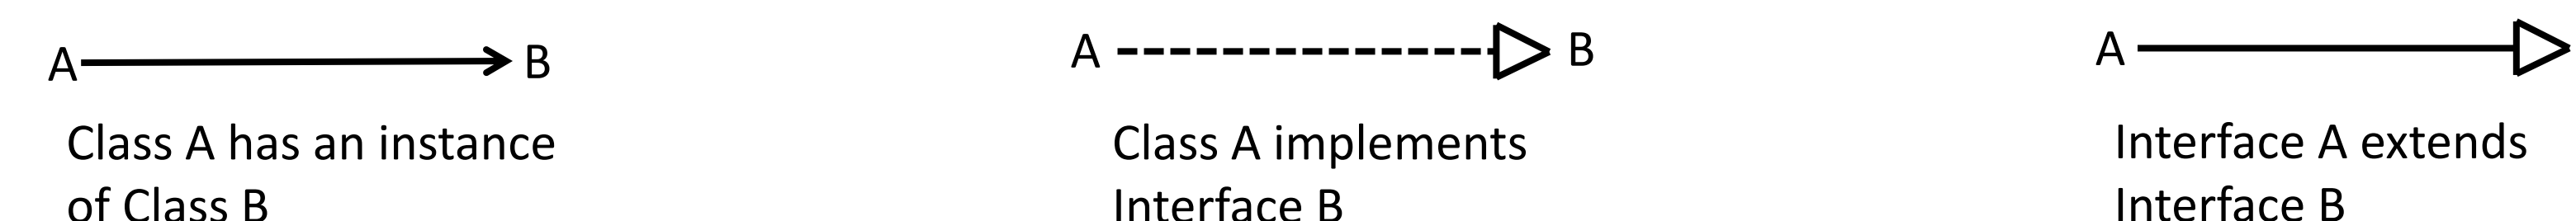 A B
Class A has an instance
of Class B
A B
Class A implements
Interface B
A
Interface A extends
Interface B